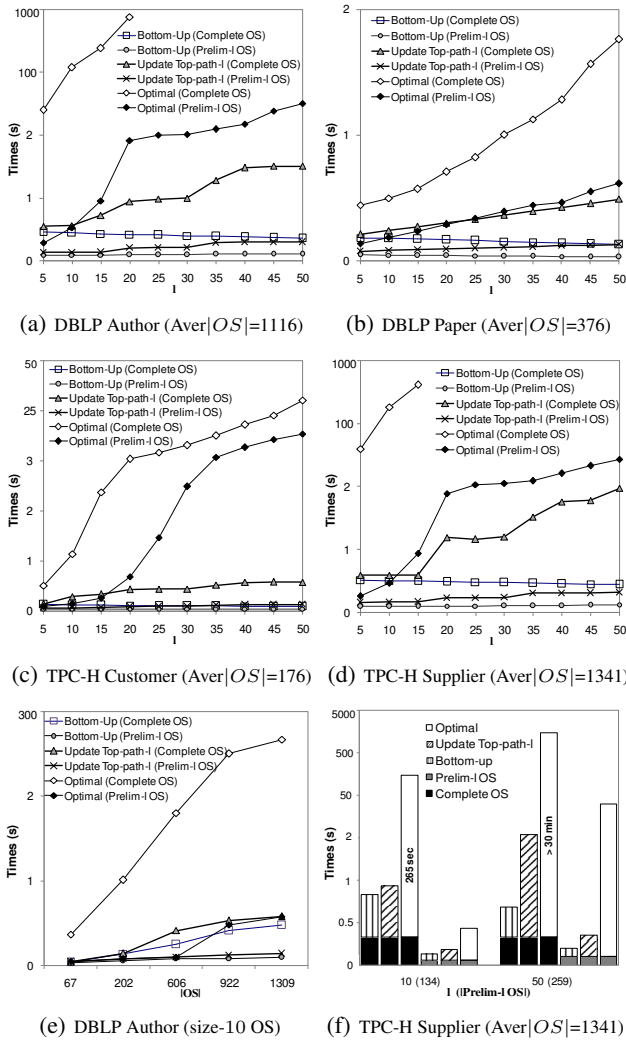 1000
100
2
1
0
Times (s)
Bottom-Up (Complete OS)
Bottom-Up (Prelim-l OS)
Update Top-path-l (Complete OS)
Update Top-path-l (Prelim-l OS)
Optimal (Complete OS)
Optimal (Prelim-l OS)
5 10 15 20 25 30 35 40 45 50
l
(a) DBLP Author (Aver|OS|=1116)
2
1
0
Times (s)
Bottom-Up (Complete OS)
Bottom-Up (Prelim-l OS)
Update Top-path-l (Complete OS)
Update Top-path-l (Prelim-l OS)
Optimal (Complete OS)
Optimal (Prelim-l OS)
5 10 15 20 25 30 35 40 45 50
l
(b) DBLP Paper (Aver|OS|=376)
50
25
3
2
1
0
Times (s)
Bottom-Up (Complete OS)
Bottom-Up (Prelim-l OS)
Update Top-path-l (Complete OS)
Update Top-path-l (Prelim-l OS)
Optimal (Complete OS)
Optimal (Prelim-l OS)
5 10 15 20 25 30 35 40 45 50
l
(c) TPC-H Customer (Aver|OS|=176)
1000
100
2
1
0
Times (s)
Bottom-Up (Complete OS)
Bottom-Up (Prelim-l OS)
Update Top-path-l (Complete OS)
Update Top-path-l (Prelim-l OS)
Optimal (Complete OS)
Optimal (Prelim-l OS)
5 10 15 20 25 30 35 40 45 50
l
(d) TPC-H Supplier (Aver|OS|=1341)
300
2
1
0
Times (s)
Bottom-Up (Complete OS)
Bottom-Up (Prelim-l OS)
Update Top-path-l (Complete OS)
Update Top-path-l (Prelim-l OS)
Optimal (Complete OS)
Optimal (Prelim-l OS)
67 202 606 922 1309
|OS|
(e) DBLP Author (size-10 OS)
5000
500
50
2
1
0.5
0
Times (s)
Optimal
Update Top-path-l
Bottom-up
Prelim-l OS
Complete OS
265 sec
> 30 min
10 (134) 50 (259)
l (|Prelim-l OS|)
(f) TPC-H Supplier (Aver|OS|=1341)